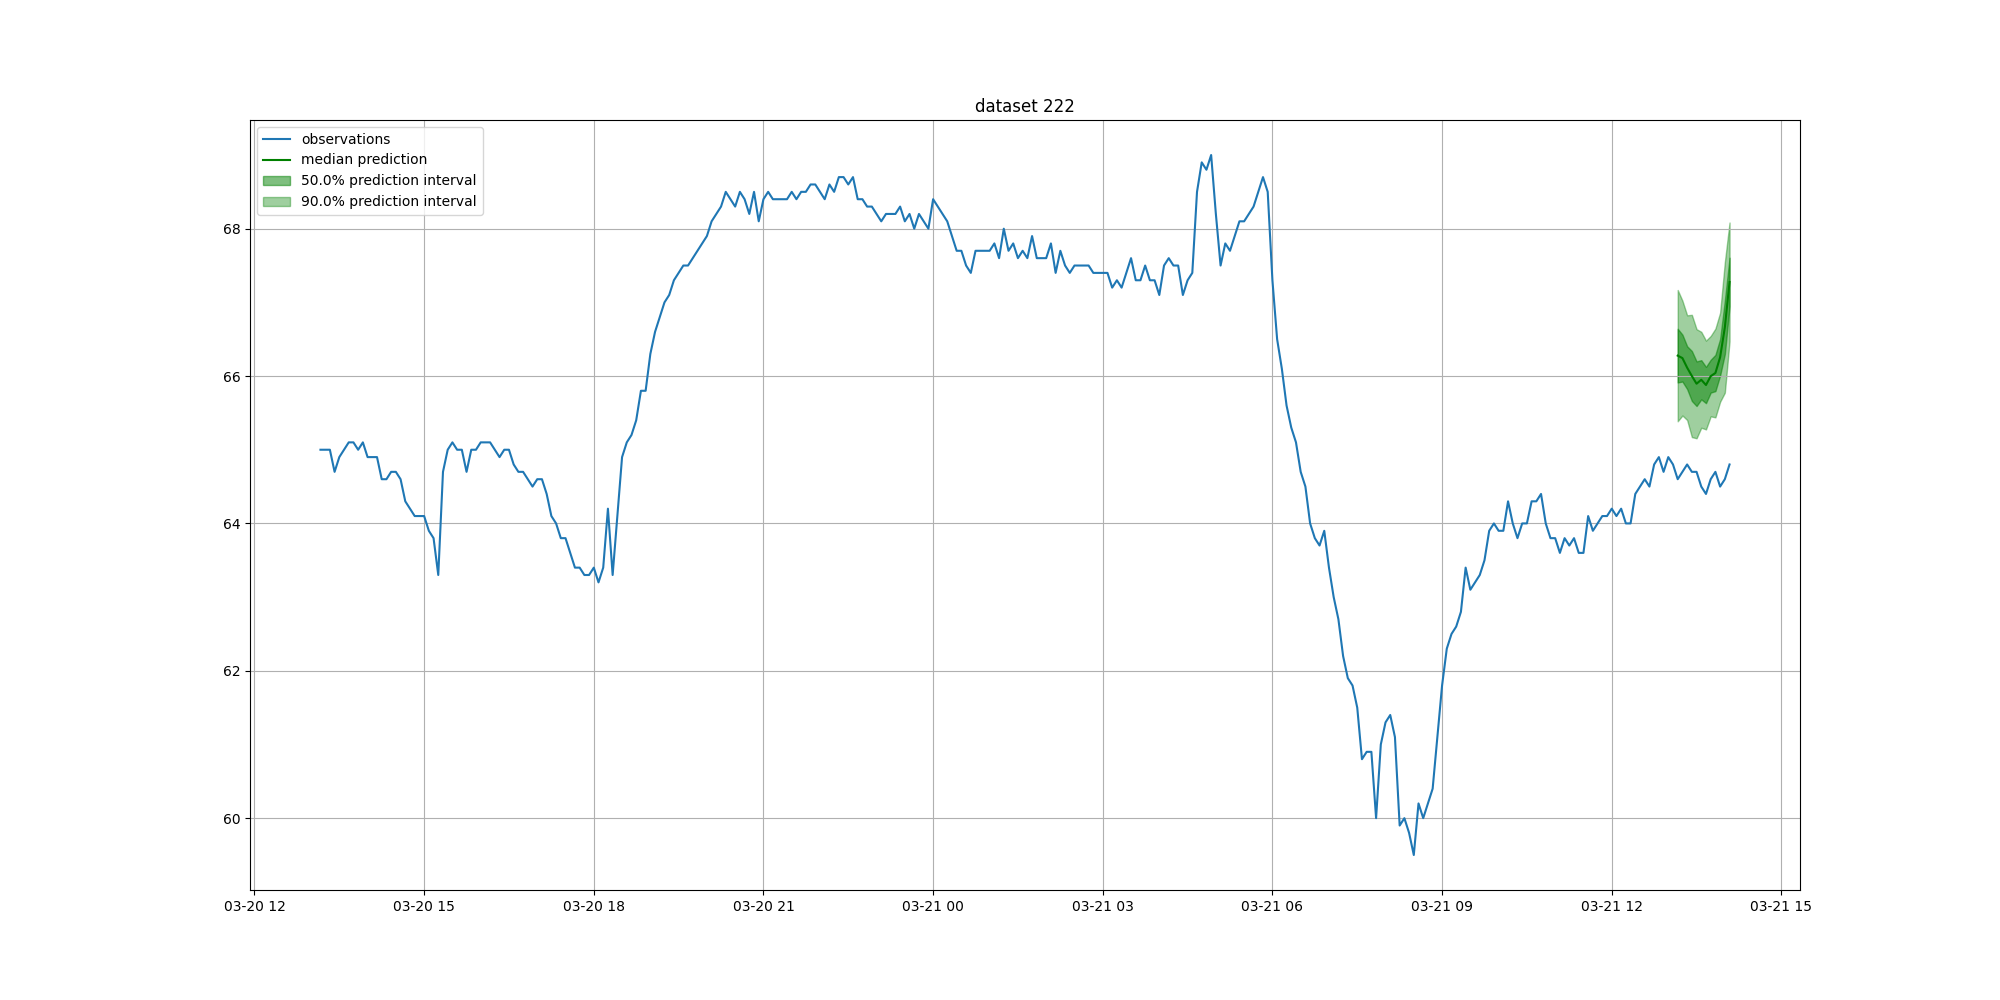 dataset 222
observations
median prediction
50.0% prediction interval
90.0% prediction interval
68
66
64
62
60
03-20 12 03-20 15 03-20 18 03-20 21 03-21 00 03-21 03 03-21 06 03-21 09 03-21 12 03-21 15